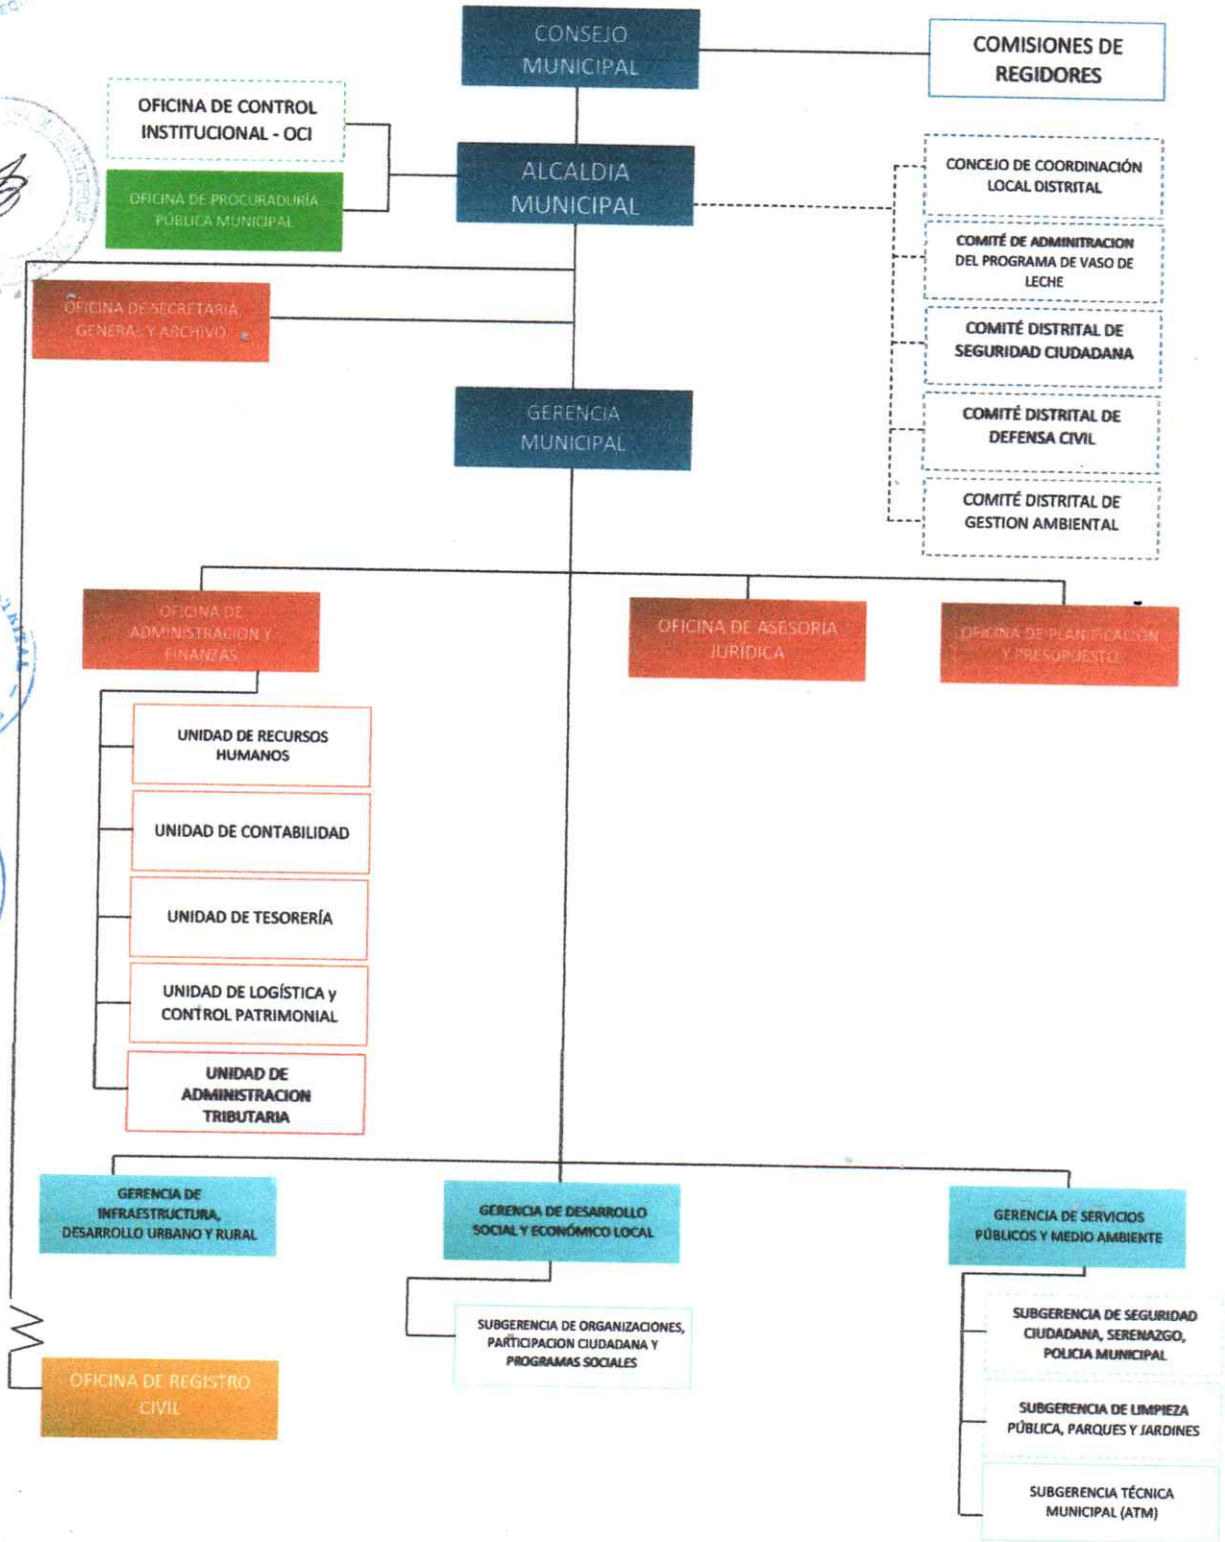 CONSEJO
MUNICIPAL
COMISIONES DE
REGIDORES
OFICINA DE CONTROL
INSTITUCIONAL - OCI
OFICINA DE PROCURADURÍA
PÚBLICA MUNICIPAL
ALCALDIA
MUNICIPAL
CONCEJO DE COORDINACIÓN
LOCAL DISTRITAL
COMITÉ DE ADMINITRACION
DEL PROGRAMA DE VASO DE
LECHE
COMITÉ DISTRITAL DE
SEGURIDAD CIUDADANA
COMITÉ DISTRITAL DE
DEFENSA CIVIL
COMITÉ DISTRITAL DE
GESTION AMBIENTAL
OFICINA DE SECRETARIA
GENERAL Y ARCHIVO
GERENCIA
MUNICIPAL
OFICINA DE
ADMINISTRACION Y
FINANZAS
OFICINA DE ASESORÍA
JURÍDICA
OFICINA DE PLANIFICACION
Y PRESUPUESTO
UNIDAD DE RECURSOS
HUMANOS
UNIDAD DE CONTABILIDAD
UNIDAD DE TESORERÍA
UNIDAD DE LOGÍSTICA y
CONTROL PATRIMONIAL
UNIDAD DE
ADMINISTRACION
TRIBUTARIA
GERENCIA DE
INFRAESTRUCTURA,
DESARROLLO URBANO Y RURAL
GERENCIA DE DESARROLLO
SOCIAL Y ECONÓMICO LOCAL
GERENCIA DE SERVICIOS
PÚBLICOS Y MEDIO AMBIENTE
SUBGERENCIA DE ORGANIZACIONES,
PARTICIPACION CIUDADANA Y
PROGRAMAS SOCIALES
SUBGERENCIA DE SEGURIDAD
CIUDADANA, SERENAZGO,
POLICIA MUNICIPAL
SUBGERENCIA DE LIMPIEZA
PÚBLICA, PARQUES Y JARDINES
SUBGERENCIA TÉCNICA
MUNICIPAL (ATM)
OFICINA DE REGISTRO
CIVIL